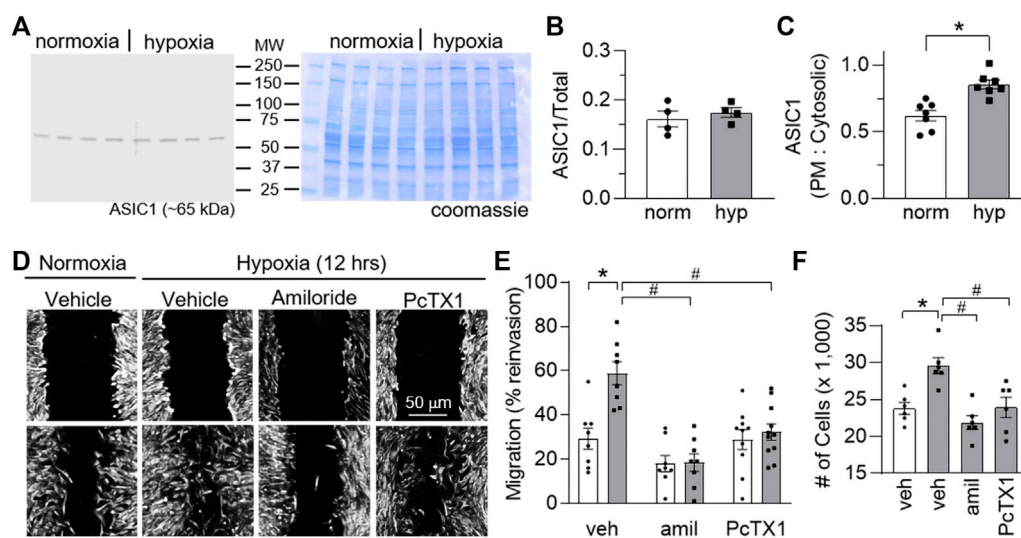 A
normoxia | hypoxia
MW
250
150
100
75
50
37
25
ASIC1 (~65 kDa)
normoxia | hypoxia
coomassie
B
ASIC1/Total
0.3
0.2
0.1
0.0
norm hyp
C
ASIC1
(PM : Cytosolic)
1.0
0.5
0.0
*
norm hyp
D
Normoxia Hypoxia (12 hrs)
Vehicle Vehicle Amiloride PcTX1
50 μm
E
Migration (% reinvasion)
100
80
60
40
20
0
* # #
veh amil PcTX1
F
# of Cells (x 1,000)
35
30
25
20
15
* # #
veh veh amil PcTX1